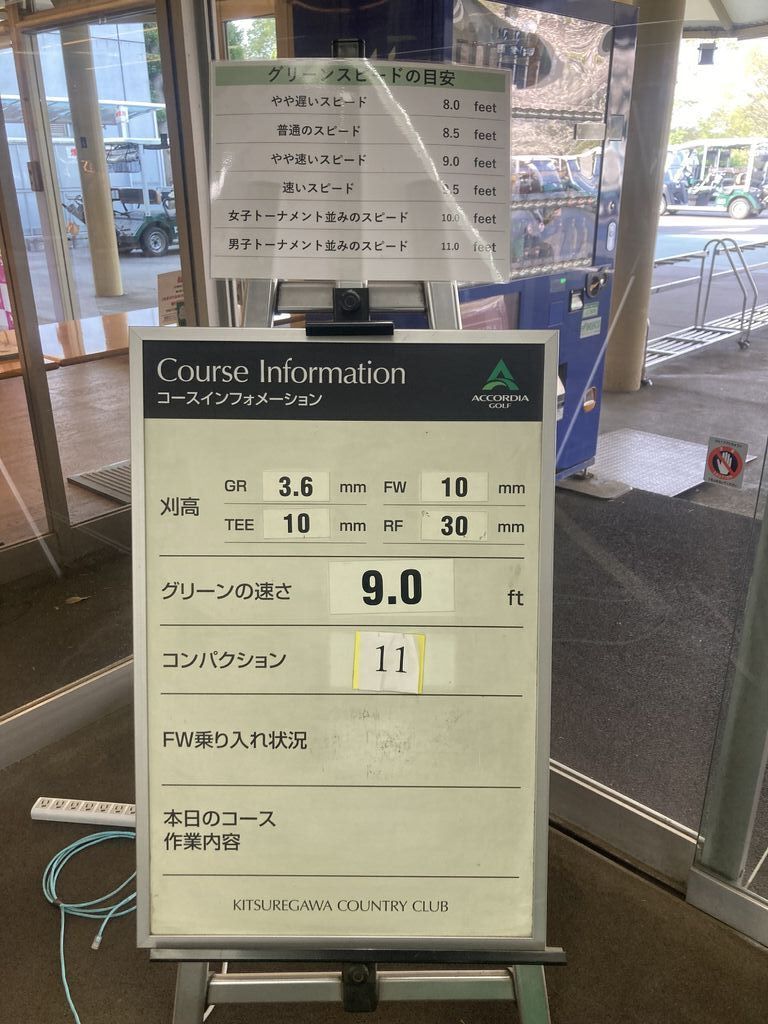 グリーンスピードの目安
やや遅いスピード 8.0 feet
普通のスピード 8.5 feet
やや速いスピード 9.0 feet
速いスピード .5 feet
女子トーナメント並みのスピード 10.0 feet
男子トーナメント並みのスピード 11.0 feet
Course Information
コースインフォメーション
ACCORDIA
GOLF
刈高
GR 3.6 mm FW 10 mm
TEE 10 mm RF 30 mm
グリーンの速さ 9.0 ft
コンパクション 11
FW乗り入れ状況
本日のコース
作業内容
KITSUREGAWA COUNTRY CLUB